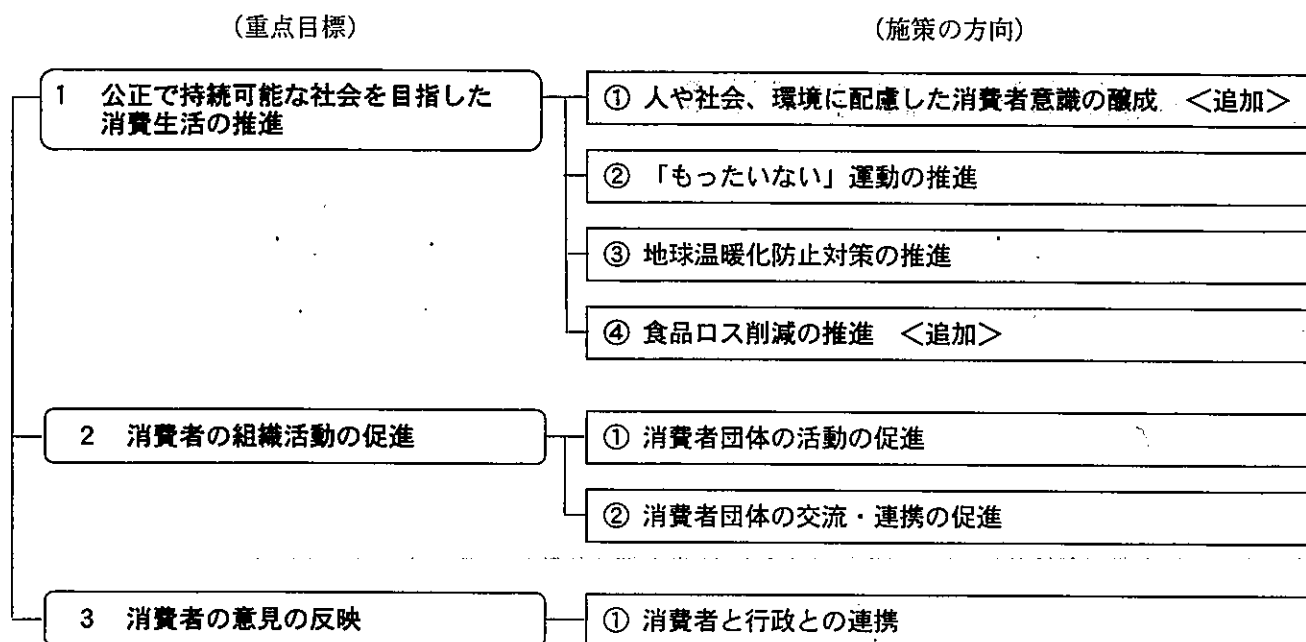 (重点目標)
(施策の方向)
1 公正で持続可能な社会を目指した
消費生活の推進
① 人や社会、環境に配慮した消費者意識の醸成 <追加>
② 「もったいない」運動の推進
③ 地球温暖化防止対策の推進
④ 食品ロス削減の推進 <追加>
2 消費者の組織活動の促進
① 消費者団体の活動の促進
② 消費者団体の交流・連携の促進
3 消費者の意見の反映
① 消費者と行政との連携